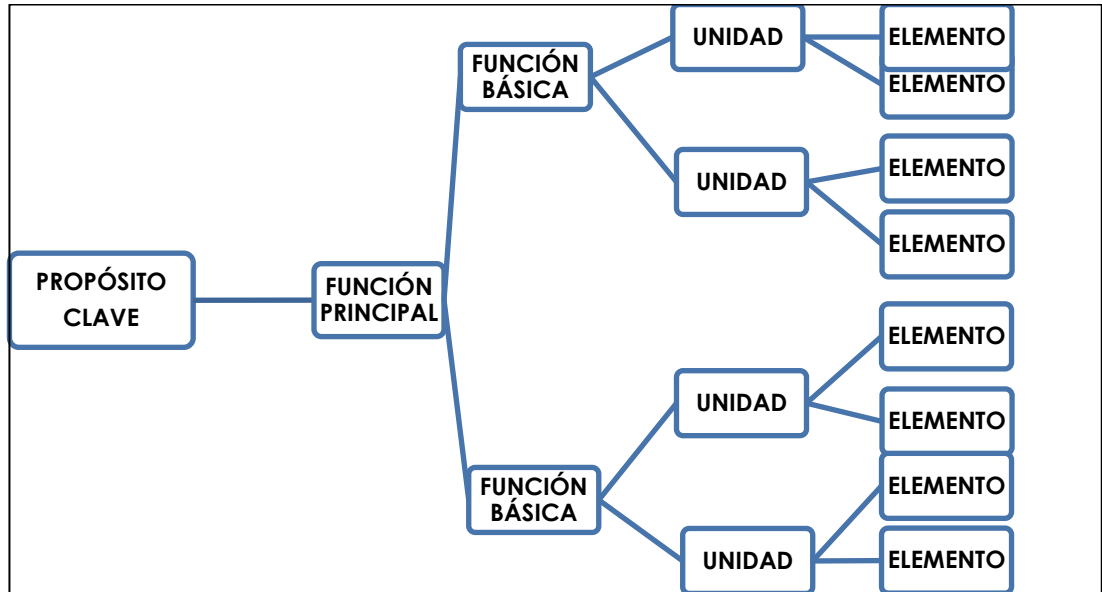 PROPÓSITO
CLAVE
FUNCIÓN
PRINCIPAL
FUNCIÓN
BÁSICA
UNIDAD
ELEMENTO
ELEMENTO
UNIDAD
ELEMENTO
ELEMENTO
FUNCIÓN
BÁSICA
UNIDAD
ELEMENTO
ELEMENTO
UNIDAD
ELEMENTO
ELEMENTO